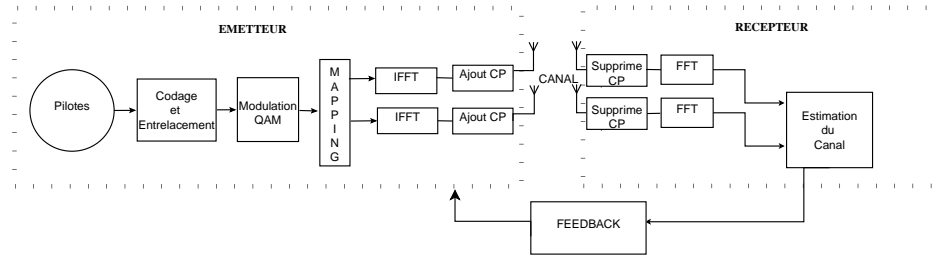 EMETTEUR
RECEPTEUR
Pilotes
Codage
et
Entrelacement
Modulation
QAM
M
A
P
P
I
N
G
IFFT
Ajout CP
IFFT
Ajout CP
CANAL
Supprime
CP
FFT
Supprime
CP
FFT
Estimation
du
Canal
FEEDBACK